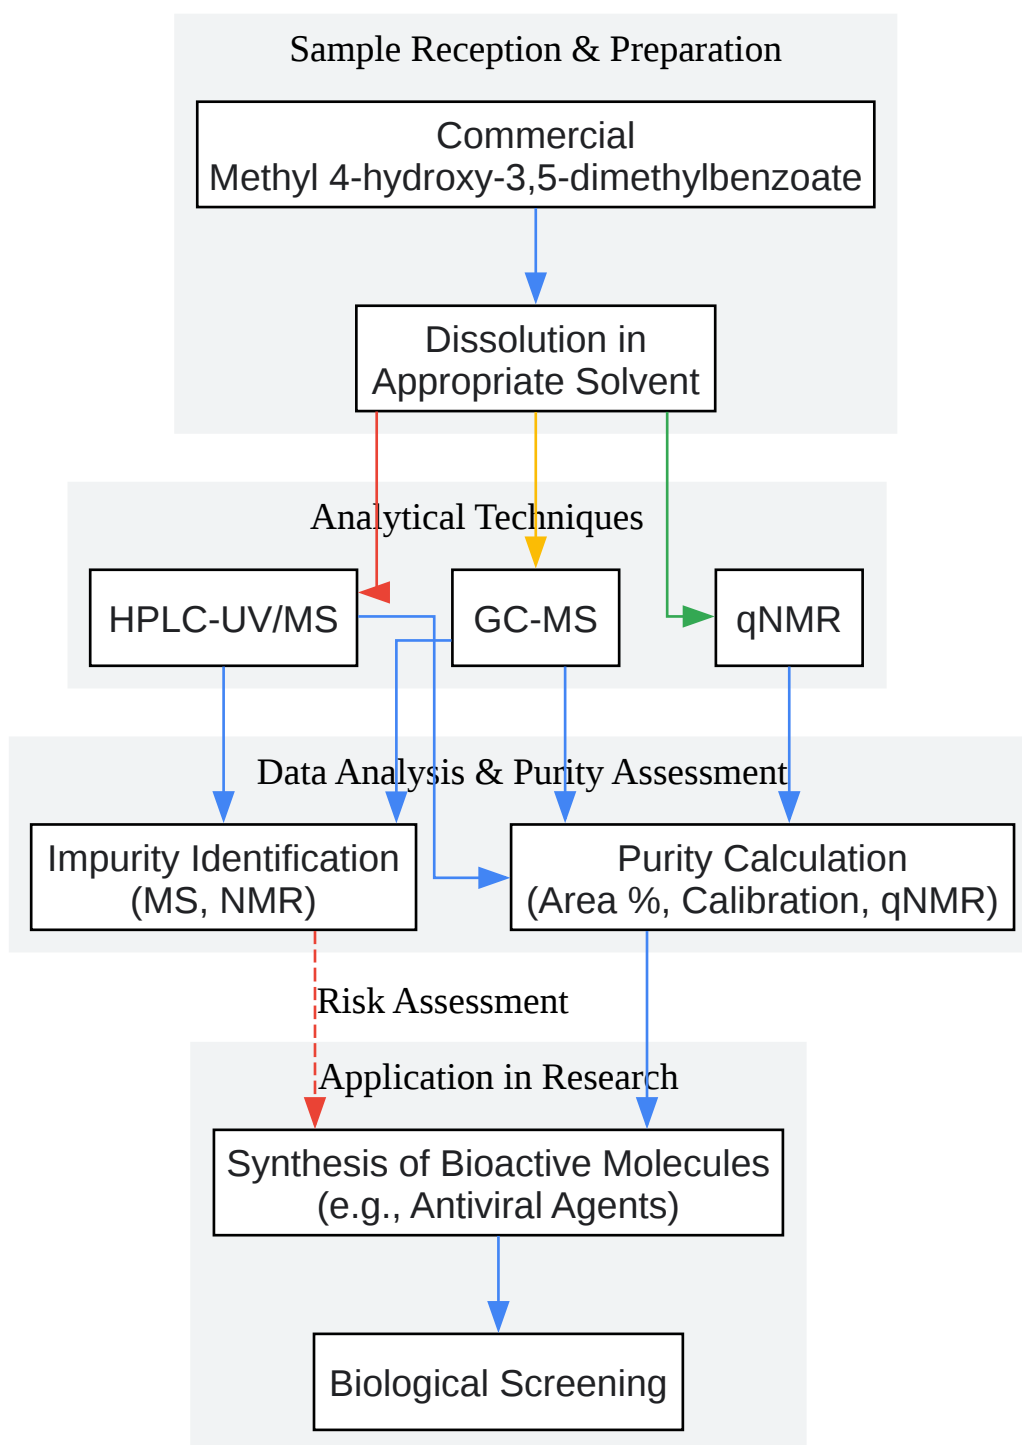 Sample Reception & Preparation
Commercial
Methyl 4-hydroxy-3,5-dimethylbenzoate
Dissolution in
Appropriate Solvent
Analytical Techniques
HPLC-UV/MS
GC-MS
qNMR
Data Analysis & Purity Assessment
Impurity Identification
(MS, NMR)
Purity Calculation
(Area %, Calibration, qNMR)
Risk Assessment
Application in Research
Synthesis of Bioactive Molecules
(e.g., Antiviral Agents)
Biological Screening